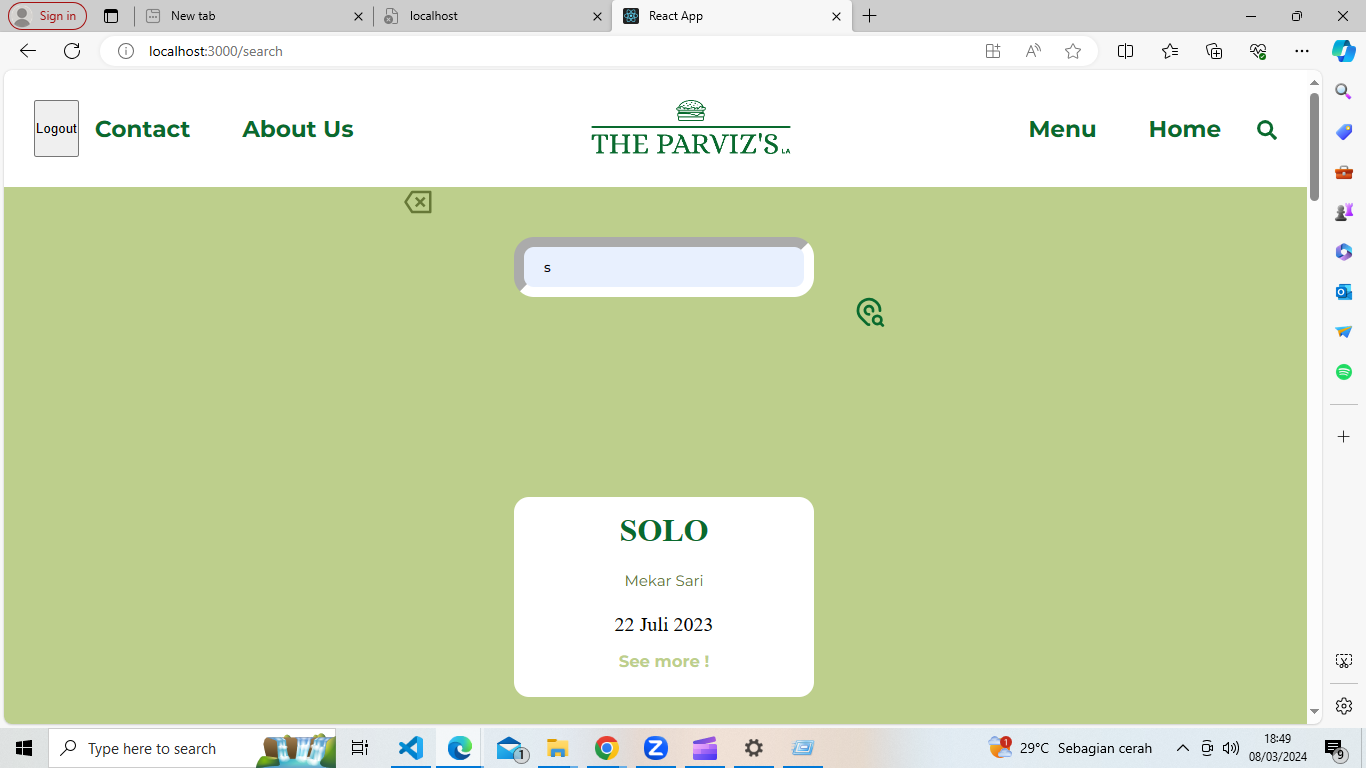 Sign in
New tab
localhost
React App
localhost:3000/search
Logout
Contact
About Us
THE PARVIZ'S LA
Menu
Home
s
SOLO
Mekar Sari
22 Juli 2023
See more !
Type here to search
1
29°C Sebagian cerah
1
18:49
08/03/2024
9